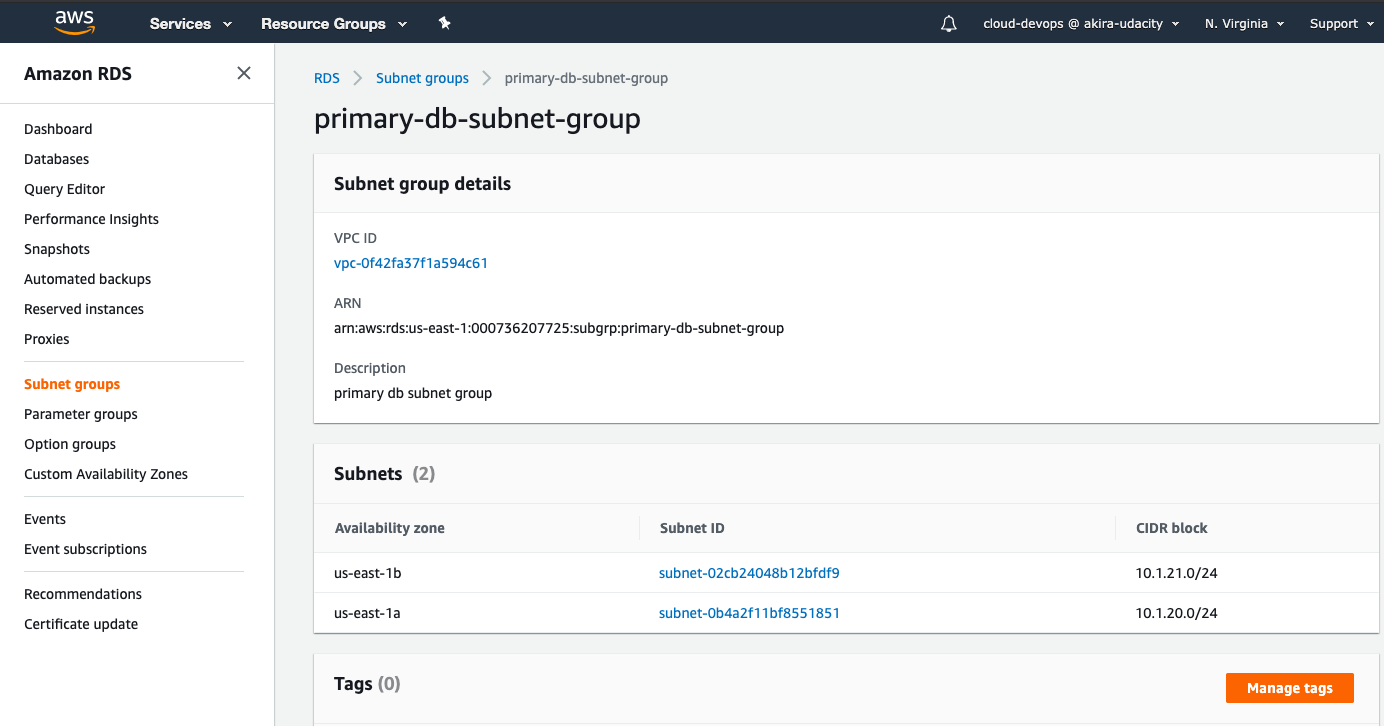 aws Services Resource Groups cloud-devops @ akira-udacity N. Virginia Support
Amazon RDS
Dashboard
Databases
Query Editor
Performance Insights
Snapshots
Automated backups
Reserved instances
Proxies
Subnet groups
Parameter groups
Option groups
Custom Availability Zones
Events
Event subscriptions
Recommendations
Certificate update
RDS Subnet groups primary-db-subnet-group
primary-db-subnet-group
Subnet group details
VPC ID
vpc-0f42fa37f1a594c61
ARN
arn:aws:rds:us-east-1:000736207725:subgrp:primary-db-subnet-group
Description
primary db subnet group
Subnets (2)
Availability zone Subnet ID CIDR block
us-east-1b subnet-02cb24048b12bfdf9 10.1.21.0/24
us-east-1a subnet-0b4a2f11bf8551851 10.1.20.0/24
Tags (0) Manage tags